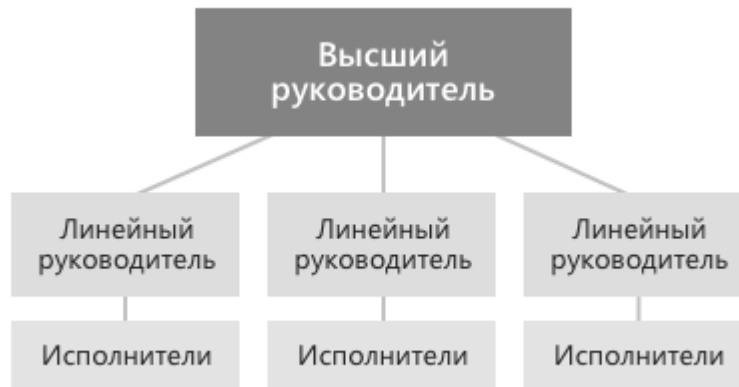 Высший
руководитель
Линейный
руководитель
Линейный
руководитель
Линейный
руководитель
Исполнители
Исполнители
Исполнители